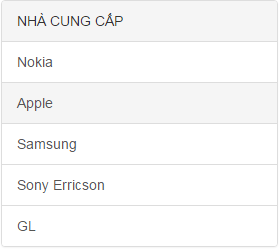 NHÀ CUNG CẤP
Nokia
Apple
Samsung
Sony Erricson
GL